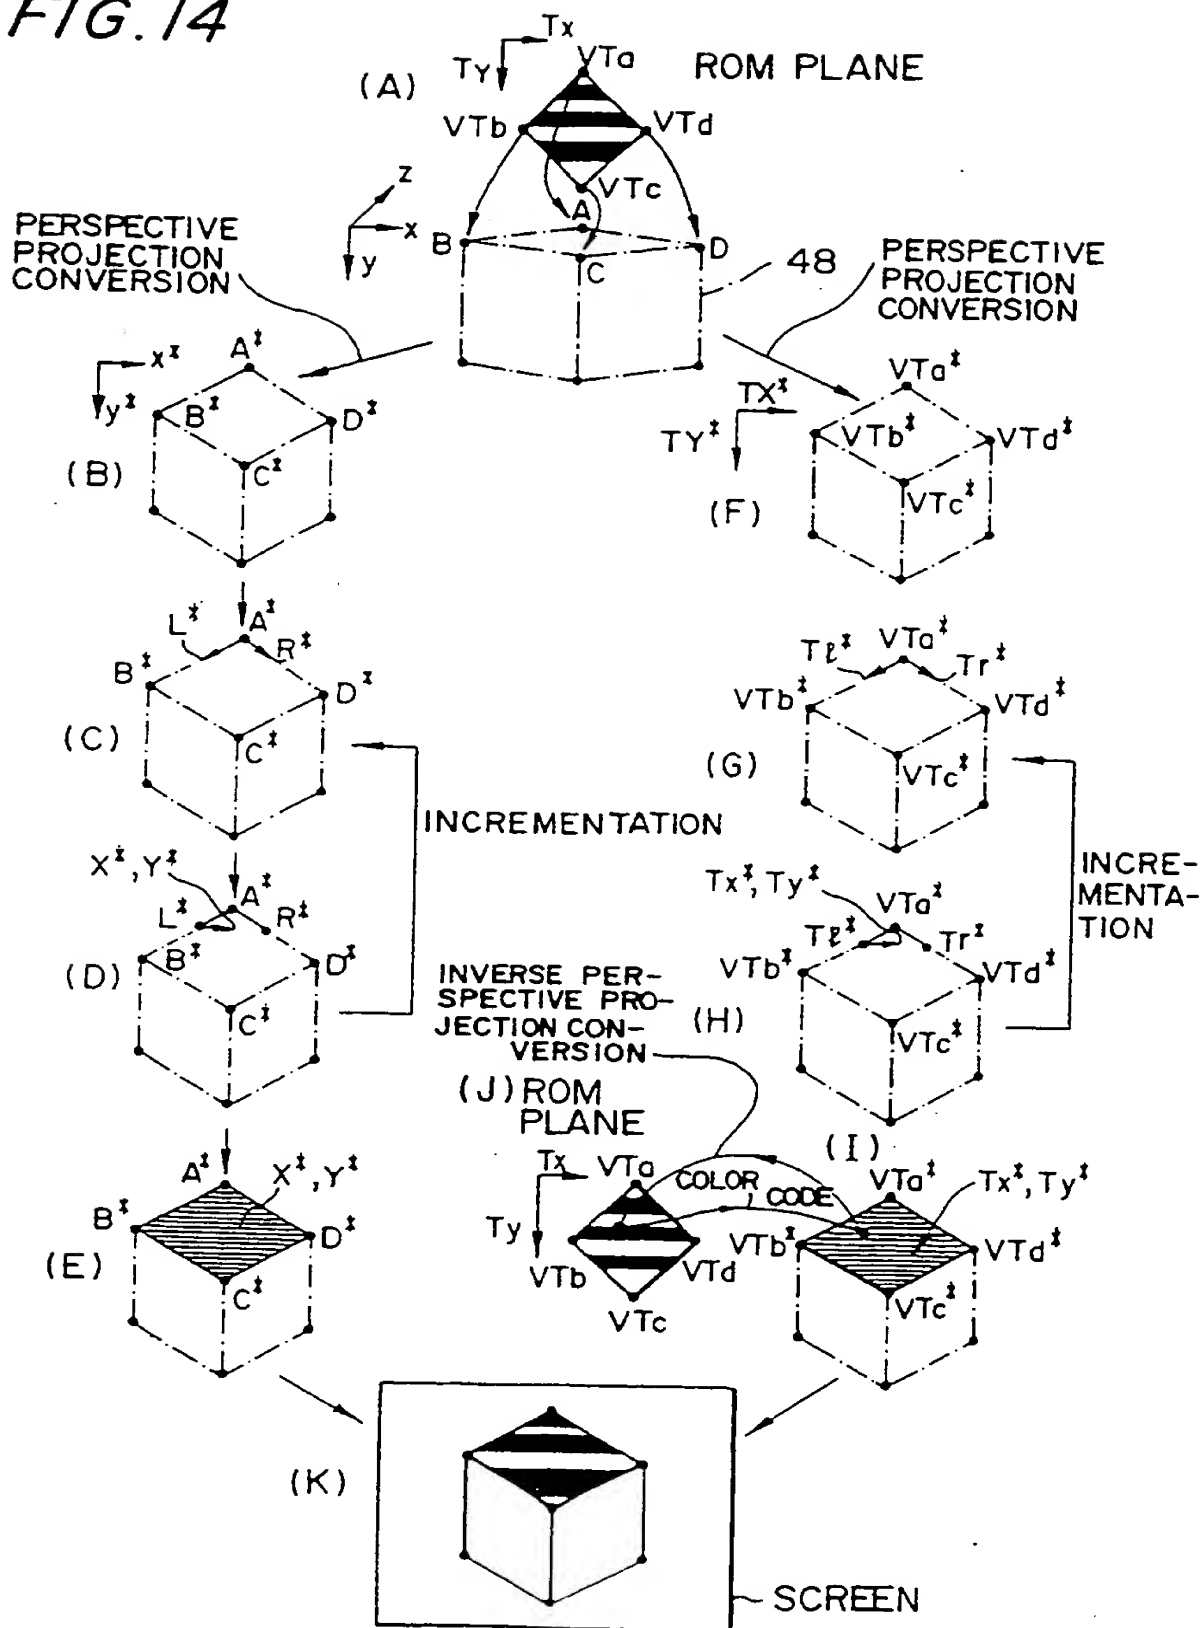 FIG. 14
Tx
Ty
VTa
ROM PLANE
(A)
VTb
VTd
VTc
z
x
y
A
B
C
D
48
PERSPECTIVE
PROJECTION
CONVERSION
PERSPECTIVE
PROJECTION
CONVERSION
x*
y*
A*
B*
D*
C*
(B)
TX*
TY*
VTa*
VTb*
VTd*
VTc*
(F)
L*
A*
R*
B*
D*
C*
(C)
Tℓ*
VTa*
Tr*
VTb*
VTd*
VTc*
(G)
INCREMENTATION
INCRE-
MENTA-
TION
X*, Y*
A*
L*
R*
B*
D*
C*
(D)
Tx*, Ty*
VTa*
Tℓ*
Tr*
VTb*
VTd*
VTc*
(H)
INVERSE PER-
SPECTIVE PRO-
JECTION CON-
VERSION
(J) ROM
PLANE
Tx
Ty
VTa
VTb
VTd
VTc
COLOR
CODE
(I)
VTa*
Tx*, Ty*
VTb*
VTd*
VTc*
A*
X*, Y*
B*
D*
C*
(E)
(K)
SCREEN